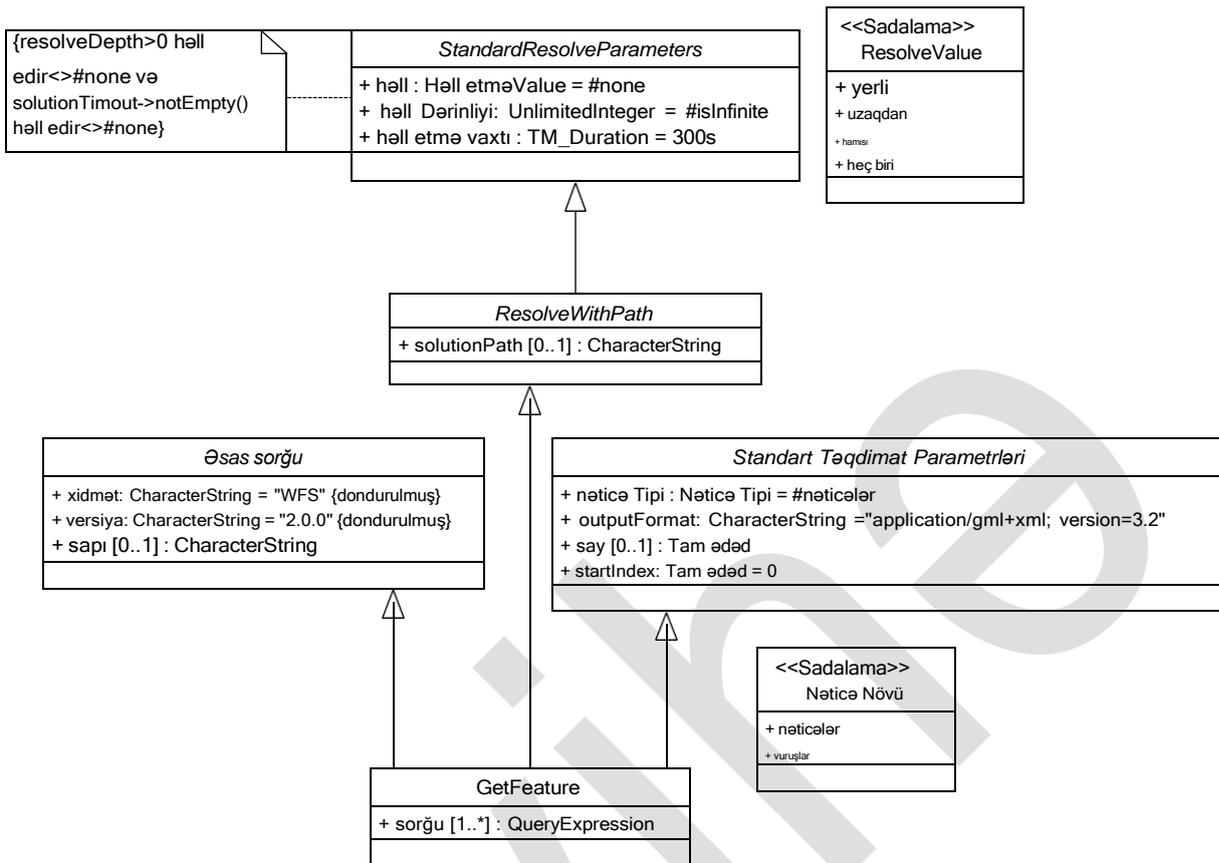 {resolveDepth>0 həll
edir<>#none və
solutionTimout->notEmpty()
həll edir<>#none}
StandardResolveParameters
+ həll : Həll etməValue = #none
+ həll Dərinliyi: UnlimitedInteger = #isInfinite
+ həll etmə vaxtı : TM_Duration = 300s
<<Sadalama>>
ResolveValue
+ yerli
+ uzaqdan
+ hamısı
+ heç biri
ResolveWithPath
+ solutionPath [0..1] : CharacterString
Əsas sorğu
+ xidmət: CharacterString = "WFS" {dondurulmuş}
+ versiya: CharacterString = "2.0.0" {dondurulmuş}
+ sapı [0..1] : CharacterString
Standart Təqdimat Parametrləri
+ nəticə Tipi : Nəticə Tipi = #nəticələr
+ outputFormat: CharacterString ="application/gml+xml; version=3.2"
+ say [0..1] : Tam ədəd
+ startIndex: Tam ədəd = 0
<<Sadalama>>
Nəticə Növü
+ nəticələr
+ vuruşlar
GetFeature
+ sorğu [1..*] : QueryExpression